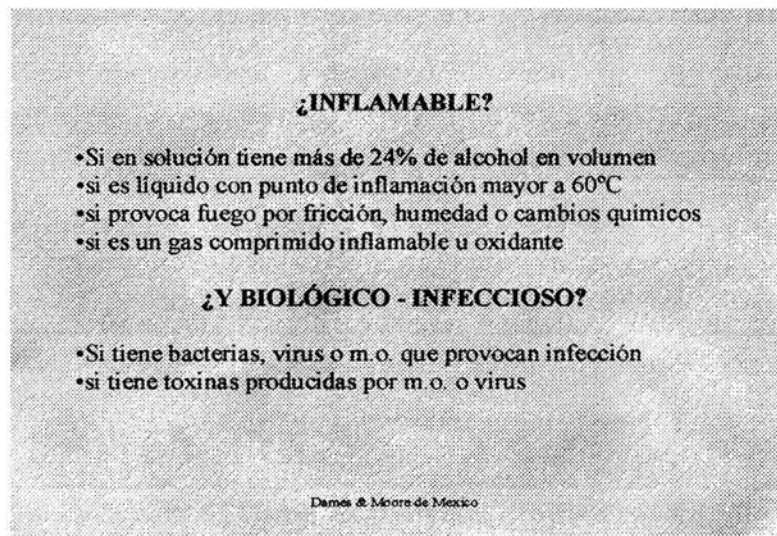 ¿INFLAMABLE?
•Si en solución tiene más de 24% de alcohol en volumen
•si es líquido con punto de inflamación mayor a 60°C
•si provoca fuego por fricción, humedad o cambios químicos
•si es un gas comprimido inflamable u oxidante
¿Y BIOLÓGICO - INFECCIOSO?
•Si tiene bacterias, virus o m.o. que provocan infección
•si tiene toxinas producidas por m.o. o virus
Dames & Moore de Mexico